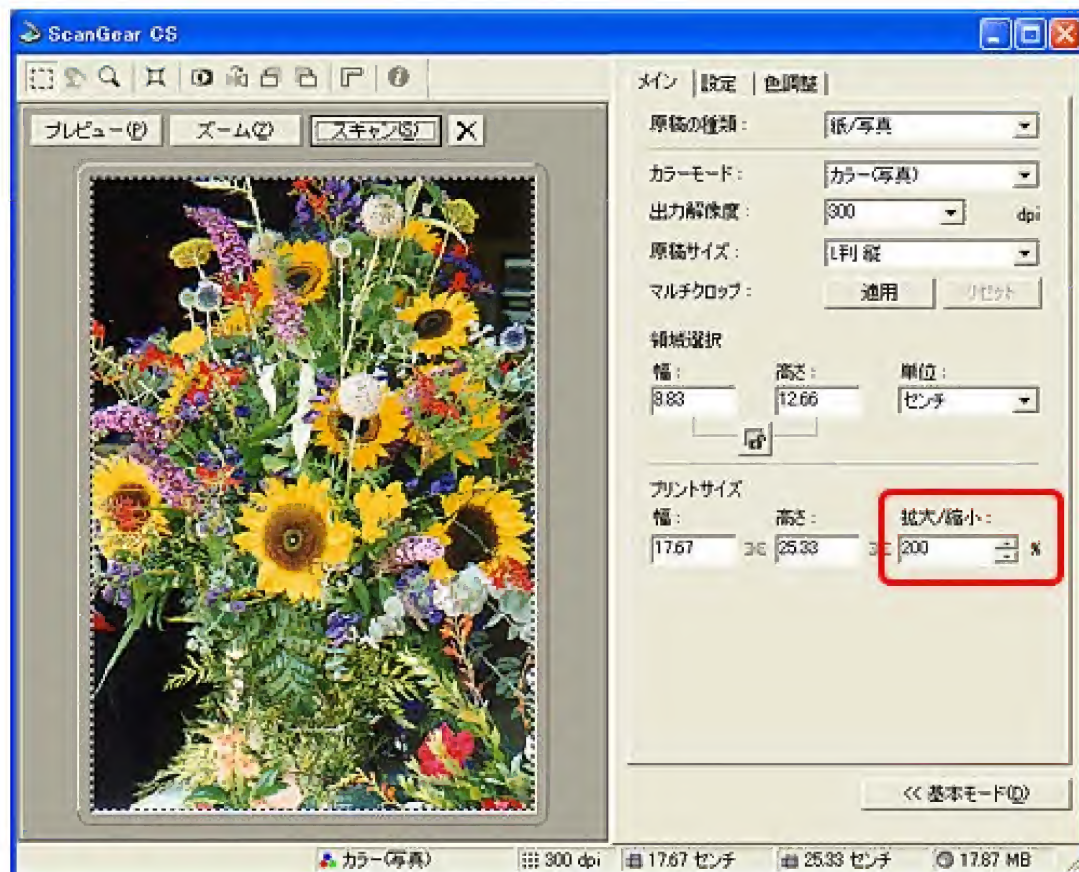 ScanGear CS
プレビュー(P) ズーム(Z) スキャン(S)
メイン 設定 色調整
原稿の種類: 紙/写真
カラーモード: カラー(写真)
出力解像度: 300 dpi
原稿サイズ: L判 縦
マルチクロップ: 適用 リセット
領域選択
幅: 高さ: 単位:
8.83 12.66 センチ
プリントサイズ
幅: 高さ: 拡大/縮小:
17.67 25.33 200 %
<< 基本モード(D)
カラー(写真) 300 dpi 17.67 センチ 25.33 センチ 17.87 MB